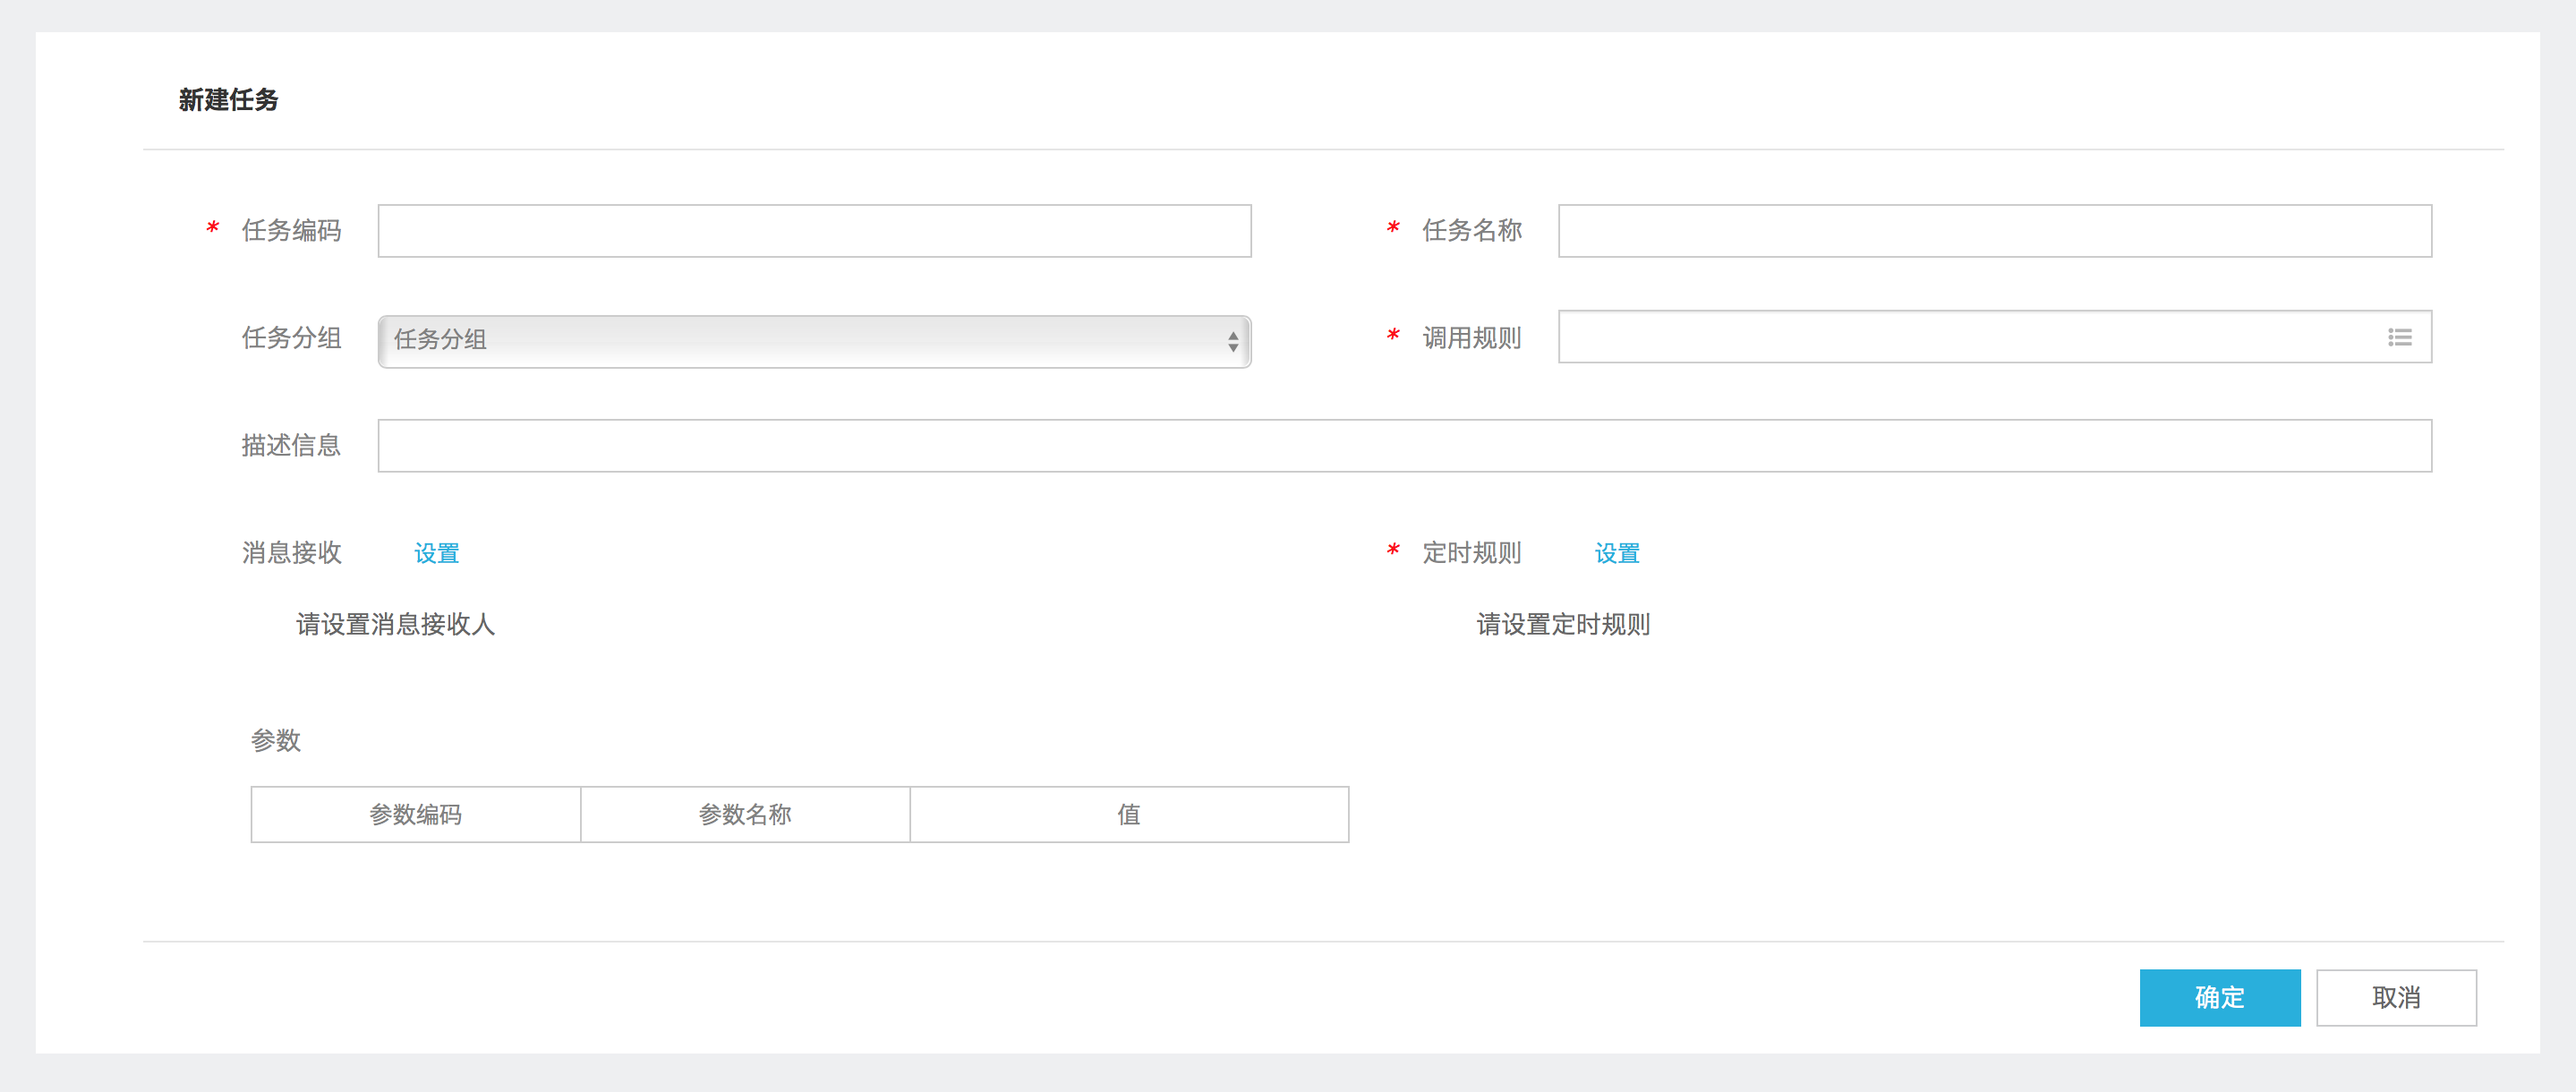 新建任务
* 任务编码 * 任务名称
任务分组 任务分组 * 调用规则
描述信息
消息接收 设置 * 定时规则 设置
请设置消息接收人 请设置定时规则
参数
参数编码 参数名称 值
确定 取消